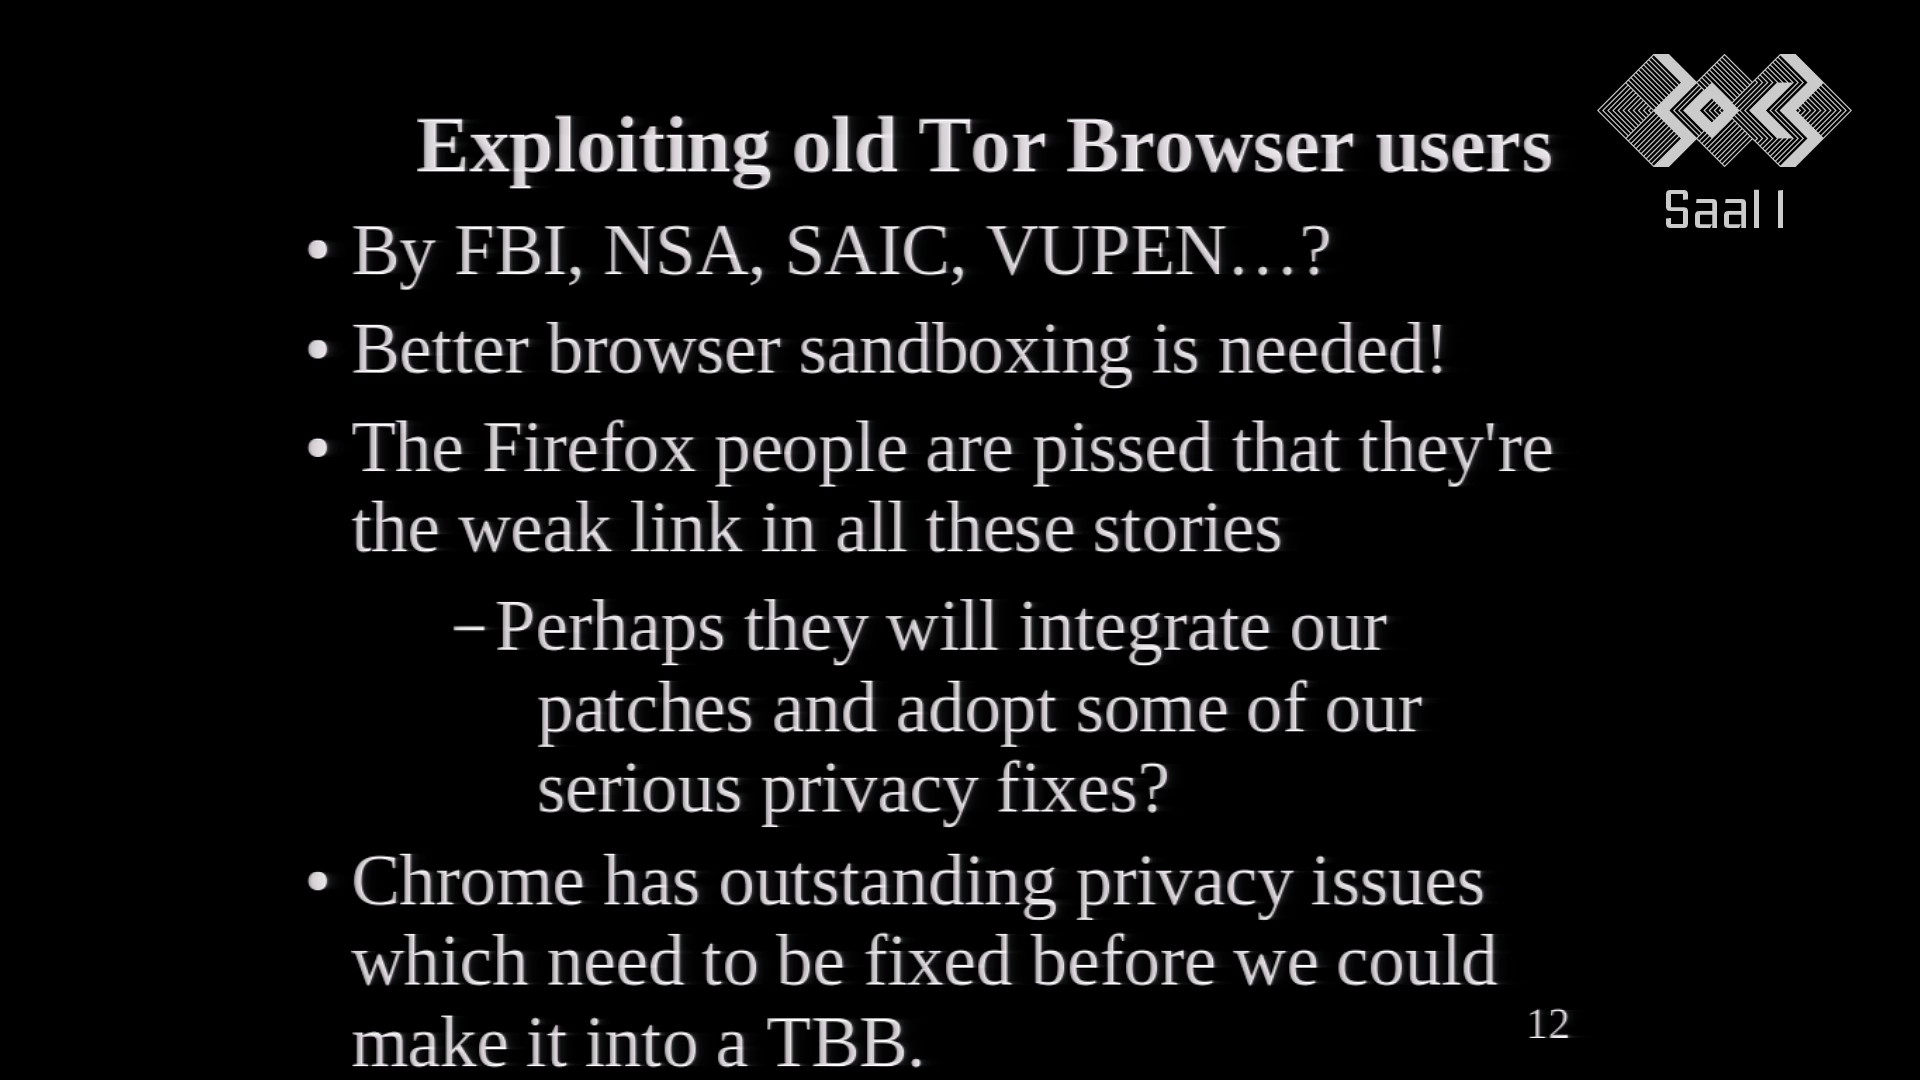 Exploiting old Tor Browser users
• By FBI, NSA, SAIC, VUPEN…?
• Better browser sandboxing is needed!
• The Firefox people are pissed that they're
the weak link in all these stories
– Perhaps they will integrate our
patches and adopt some of our
serious privacy fixes?
• Chrome has outstanding privacy issues
which need to be fixed before we could
make it into a TBB.
12
Saal 1